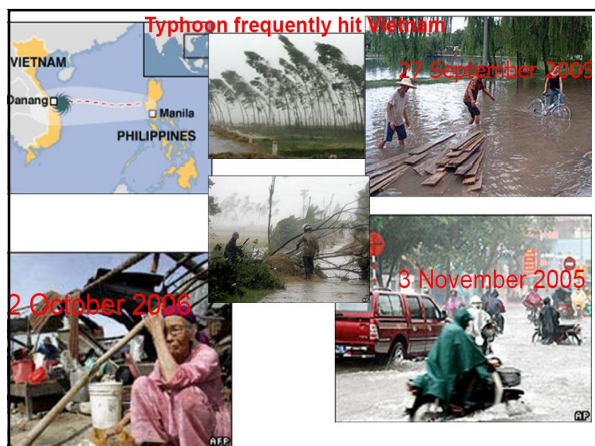 Typhoon frequently hit Vietnam
VIETNAM
Danang
Manila
PHILIPPINES
27 September 2005
2 October 2006
3 November 2005
AFP
AP